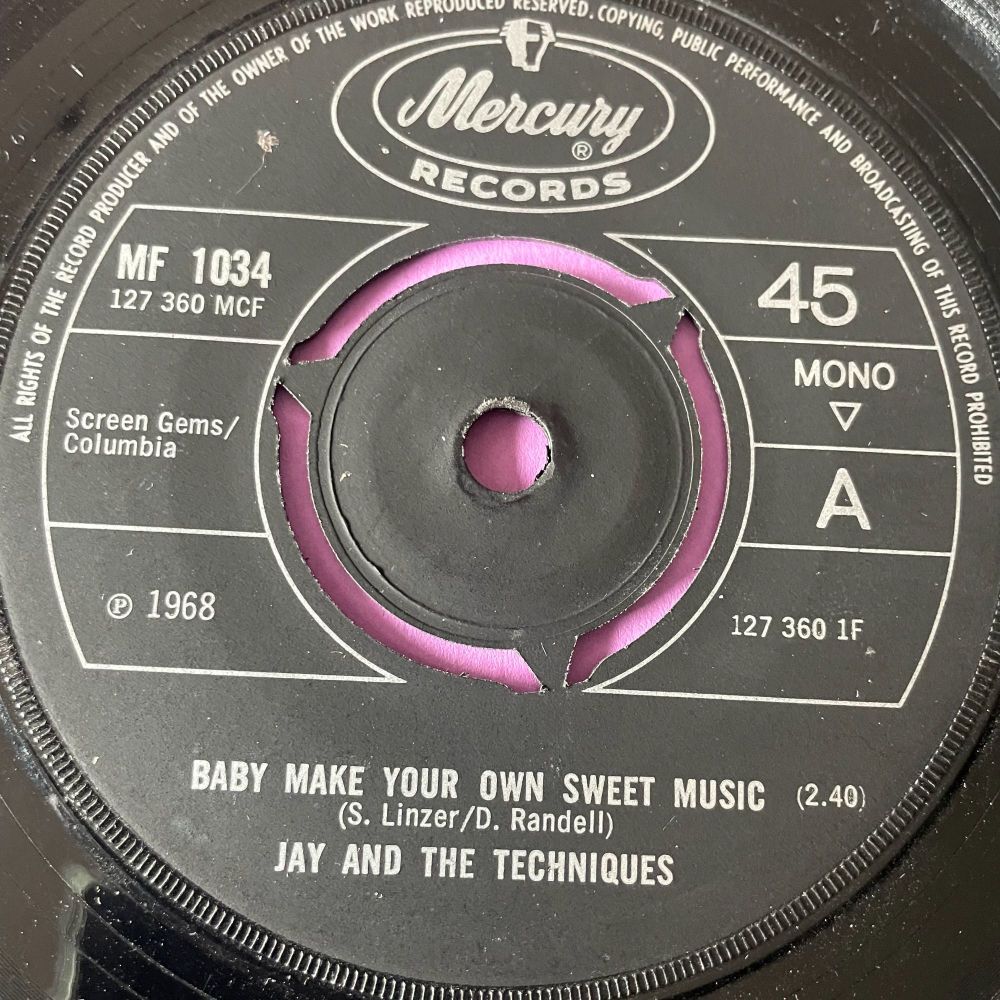 ALL RIGHTS OF THE RECORD PRODUCER AND OF THE OWNER OF THE WORK REPRODUCED RESERVED. COPYING, PUBLIC PERFORMANCE AND BROADCASTING OF THIS RECORD PROHIBITED
Mercury ®
RECORDS
MF 1034
127 360 MCF
45
MONO
Screen Gems/
Columbia
A
℗ 1968
127 360 1F
BABY MAKE YOUR OWN SWEET MUSIC (2.40)
(S. Linzer/D. Randell)
JAY AND THE TECHNIQUES